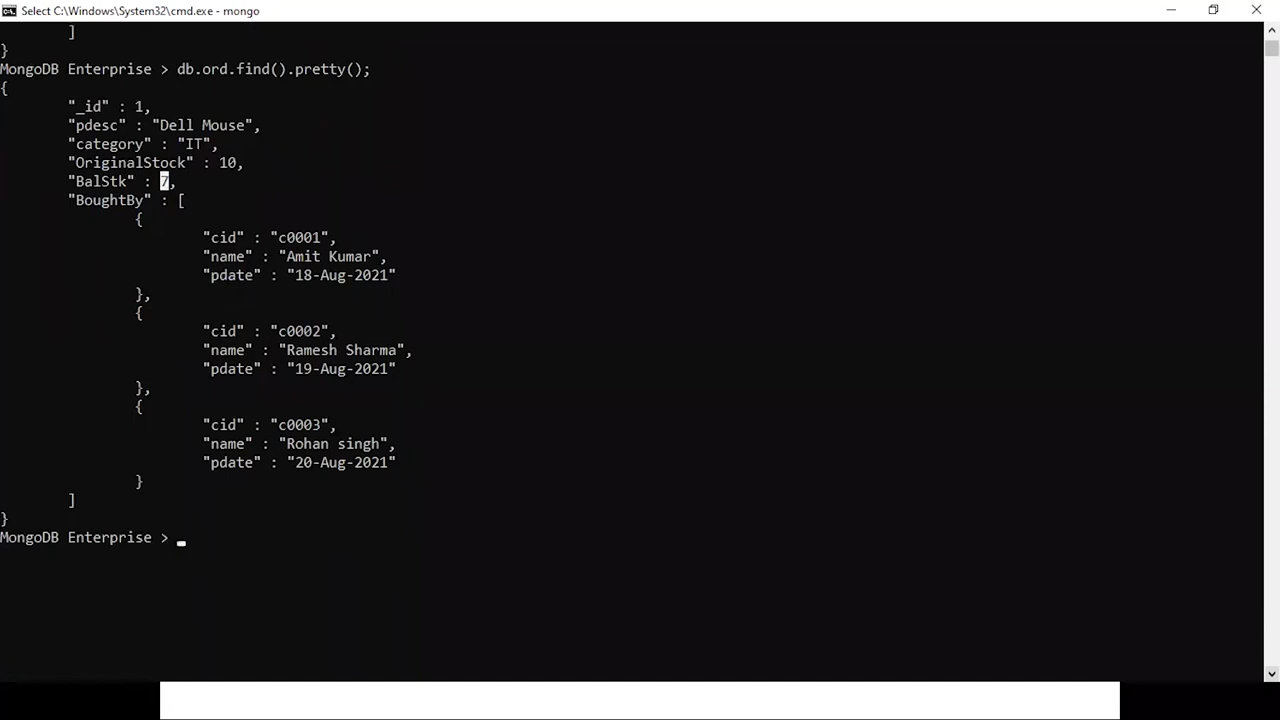 Select C:\Windows\System32\cmd.exe - mongo
]
}
MongoDB Enterprise > db.ord.find().pretty();
{
"_id" : 1,
"pdesc" : "Dell Mouse",
"category" : "IT",
"OriginalStock" : 10,
"BalStk" : 7,
"BoughtBy" : [
{
"cid" : "c0001",
"name" : "Amit Kumar",
"pdate" : "18-Aug-2021"
},
{
"cid" : "c0002",
"name" : "Ramesh Sharma",
"pdate" : "19-Aug-2021"
},
{
"cid" : "c0003",
"name" : "Rohan singh",
"pdate" : "20-Aug-2021"
}
]
}
MongoDB Enterprise >